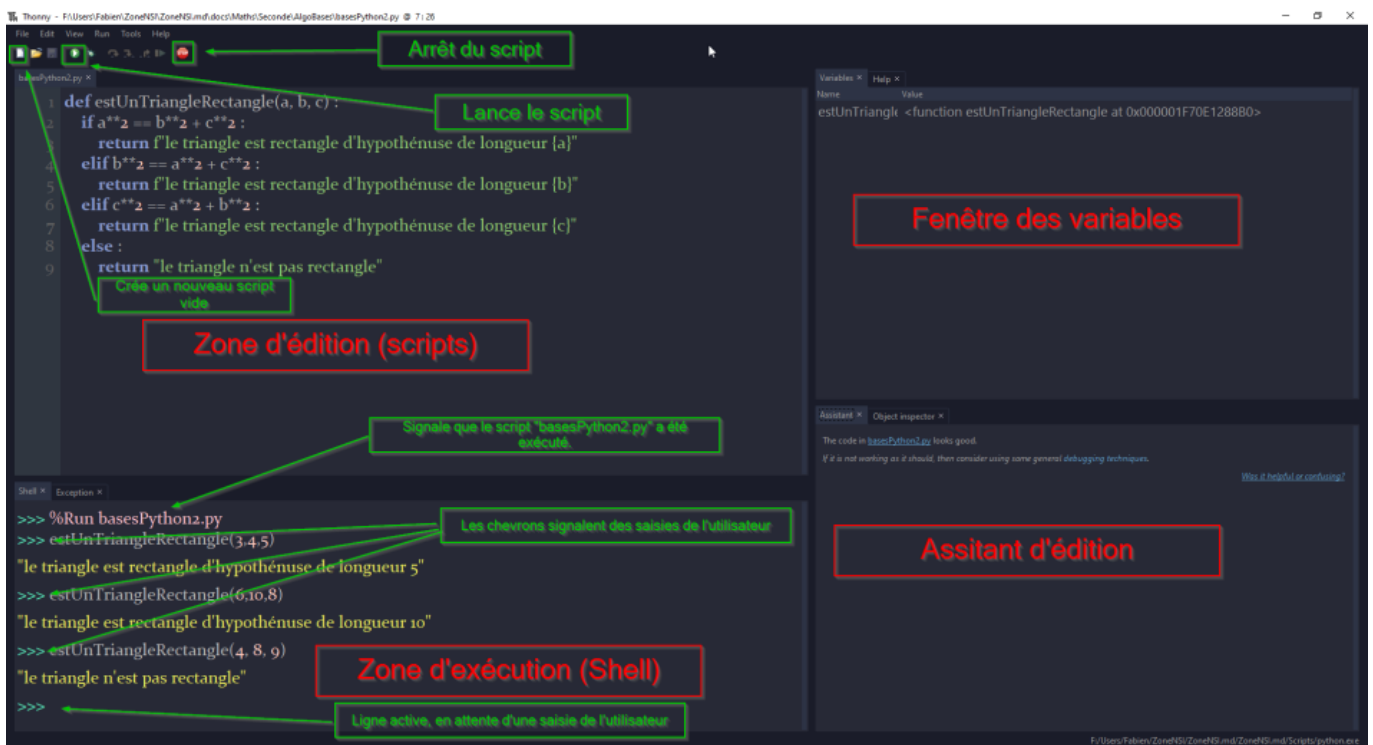 Thonny - F:\Users\Fabien\ZoneNSI\ZoneNSI.md\docs\Maths\Seconde\AlgoBases\basesPython2.py @ 7:26
File Edit View Run Tools Help
Arrêt du script
basesPython2.py ×
Lance le script
1 def estUnTriangleRectangle(a, b, c) :
2 if a**2 == b**2 + c**2 :
return f"le triangle est rectangle d'hypothénuse de longueur {a}"
4 elif b**2 == a**2 + c**2 :
5 return f"le triangle est rectangle d'hypothénuse de longueur {b}"
6 elif c**2 == a**2 + b**2 :
7 return f"le triangle est rectangle d'hypothénuse de longueur {c}"
8 else :
9 return "le triangle n'est pas rectangle"
Crée un nouveau script
vide
Zone d'édition (scripts)
Signale que le script "basesPython2.py" a été
exécuté.
Variables × Help ×
Name Value
estUnTriangle <function estUnTriangleRectangle at 0x000001F70E1288B0>
Fenêtre des variables
Assistant × Object inspector ×
The code in basesPython2.py looks good.
If it is not working as it should, then consider using some general debugging techniques.
Was it helpful or confusing?
Assitant d'édition
Shell × Exception ×
>>> %Run basesPython2.py
>>> estUnTriangleRectangle(3,4,5)
Les chevrons signalent des saisies de l'utilisateur
"le triangle est rectangle d'hypothénuse de longueur 5"
>>> estUnTriangleRectangle(6,10,8)
"le triangle est rectangle d'hypothénuse de longueur 10"
>>> estUnTriangleRectangle(4, 8, 9)
"le triangle n'est pas rectangle"
Zone d'exécution (Shell)
>>>
Ligne active, en attente d'une saisie de l'utilisateur
F:/Users/Fabien/ZoneNSI/ZoneNSI.md/ZoneNSI.md/Scripts/python.exe